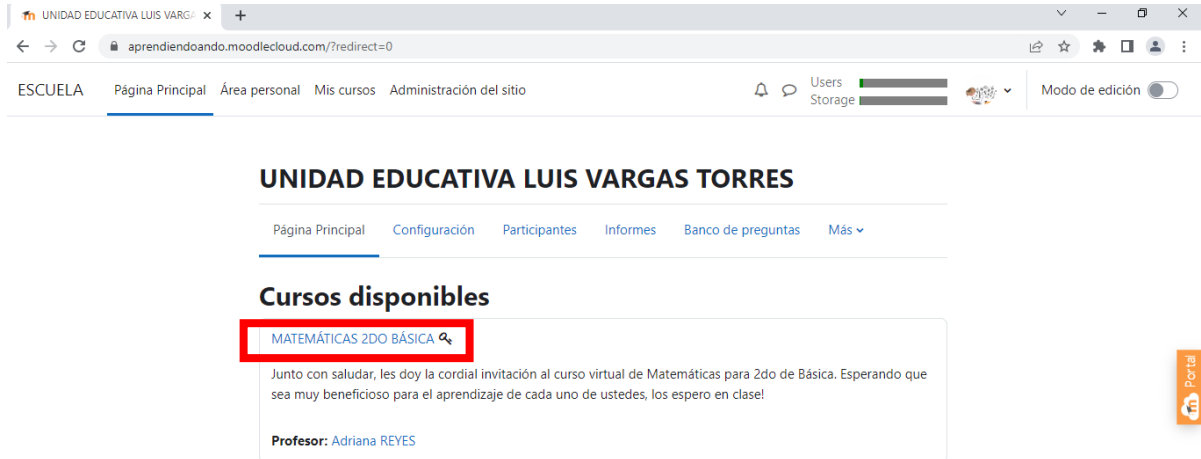 UNIDAD EDUCATIVA LUIS VARGA
aprendiendoando.moodlecloud.com/?redirect=0
ESCUELA Página Principal Área personal Mis cursos Administración del sitio Users Modo de edición
Storage
UNIDAD EDUCATIVA LUIS VARGAS TORRES
Página Principal Configuración Participantes Informes Banco de preguntas Más
Cursos disponibles
MATEMÁTICAS 2DO BÁSICA
Junto con saludar, les doy la cordial invitación al curso virtual de Matemáticas para 2do de Básica. Esperando que
sea muy beneficioso para el aprendizaje de cada uno de ustedes, los espero en clase!
Profesor: Adriana REYES
Portal